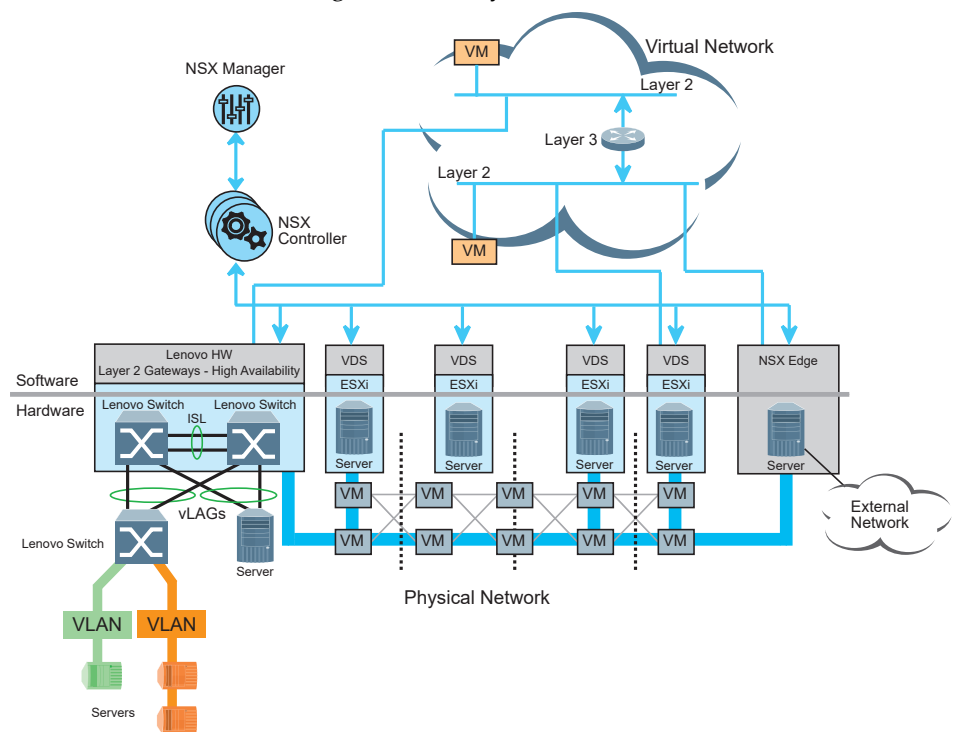 VM
Virtual Network
NSX Manager
Layer 2
Layer 3
Layer 2
NSX
Controller
VM
Lenovo HW
Layer 2 Gateways - High Availability
VDS
VDS
VDS
VDS
NSX Edge
Software
Hardware
ESXi
ESXi
ESXi
ESXi
Lenovo Switch
Lenovo Switch
ISL
Server
Server
Server
Server
Server
vLAGs
VM
VM
VM
VM
VM
External
Network
Lenovo Switch
Server
VM
VM
VM
VM
VM
Physical Network
VLAN
VLAN
Servers